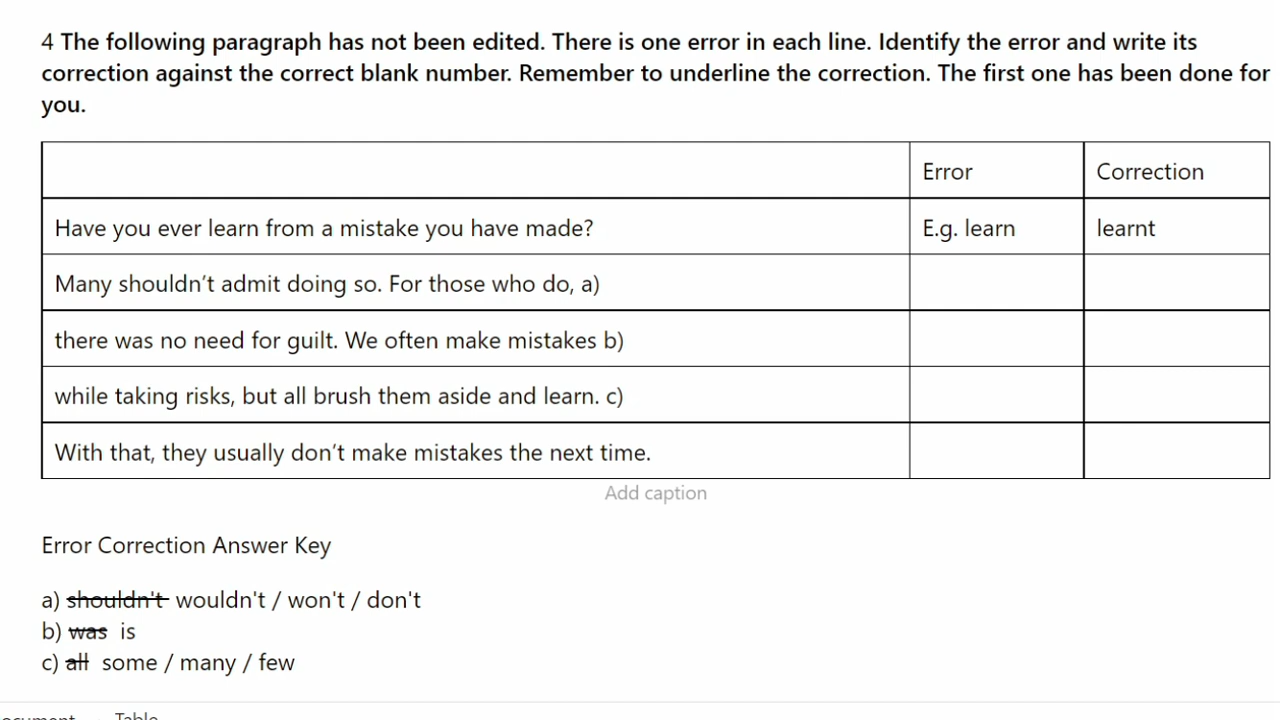 4 The following paragraph has not been edited. There is one error in each line. Identify the error and write its
correction against the correct blank number. Remember to underline the correction. The first one has been done for
you.
Error Correction
Have you ever learn from a mistake you have made? E.g. learn learnt
Many shouldn’t admit doing so. For those who do, a)
there was no need for guilt. We often make mistakes b)
while taking risks, but all brush them aside and learn. c)
With that, they usually don’t make mistakes the next time.
Add caption
Error Correction Answer Key
a) shouldn't wouldn't / won't / don't
b) was is
c) all some / many / few
Table